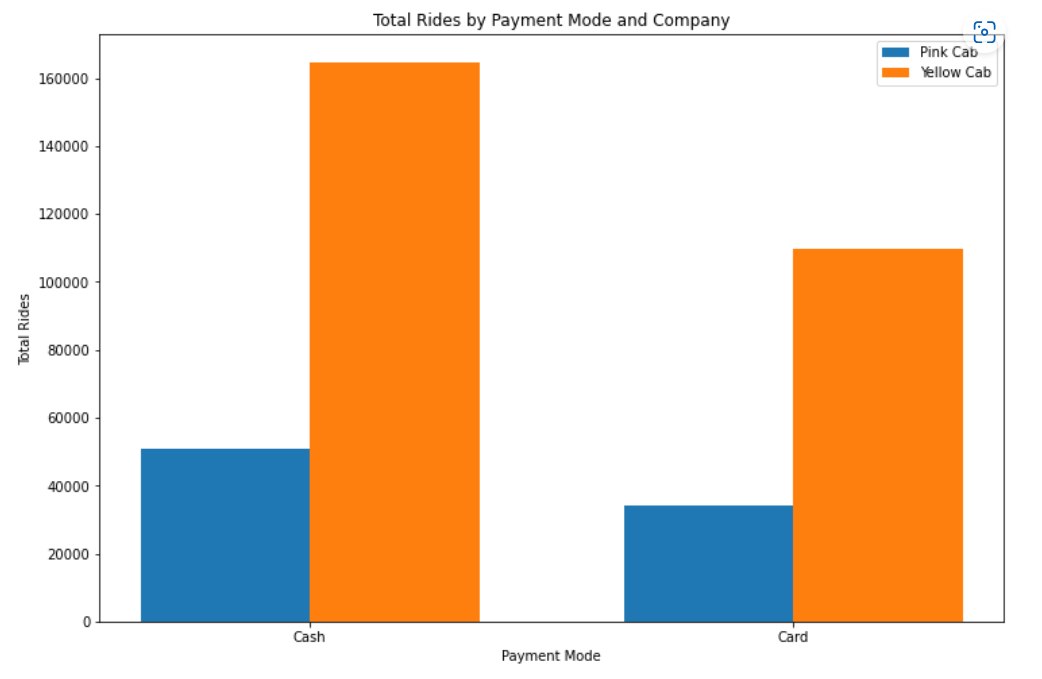 Total Rides by Payment Mode and Company
Pink Cab
Yellow Cab
160000
140000
120000
100000
80000
60000
40000
20000
0
Total Rides
Cash
Card
Payment Mode